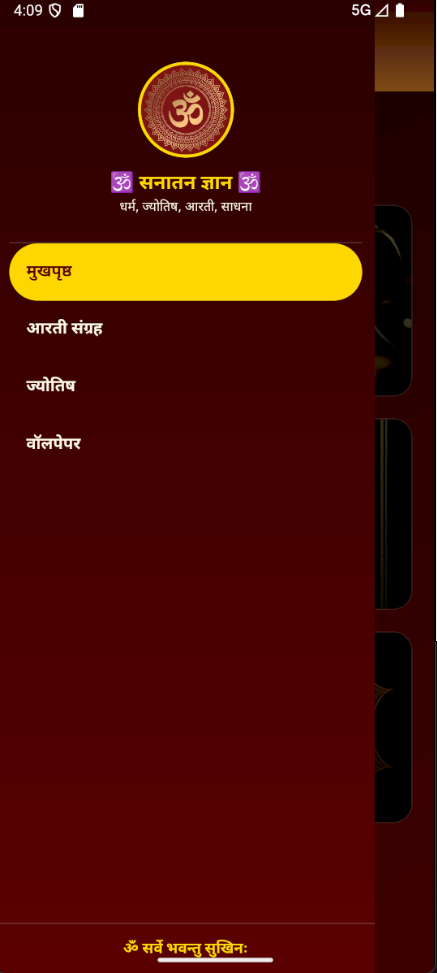 4:09
5G
ॐ
🕉 सनातन ज्ञान 🕉
धर्म, ज्योतिष, आरती, साधना
मुखपृष्ठ
आरती संग्रह
ज्योतिष
वॉलपेपर
ॐ सर्वे भवन्तु सुखिनः